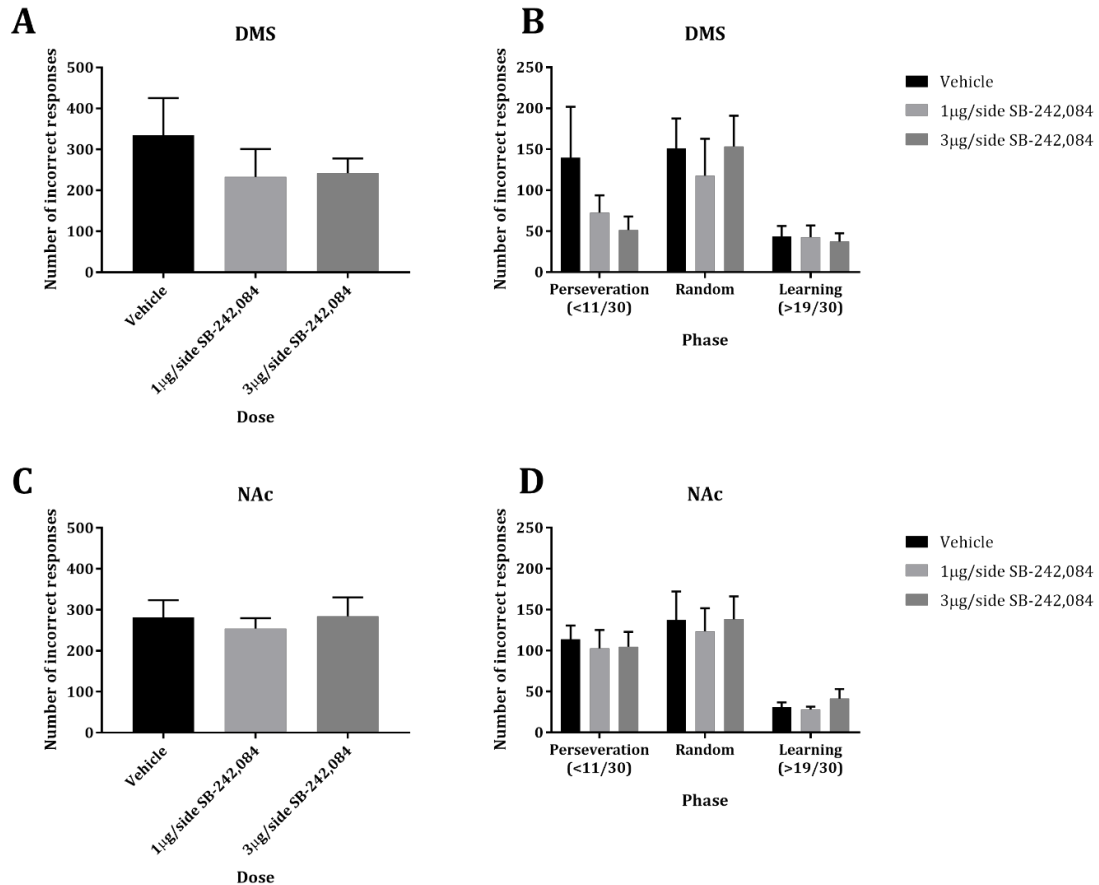 A
DMS
Number of incorrect responses
500
400
300
200
100
0
Vehicle
1µg/side SB-242,084
3µg/side SB-242,084
Dose
B
DMS
Number of incorrect responses
250
200
150
100
50
0
Perseveration
(<11/30)
Random
Learning
(>19/30)
Phase
Vehicle
1µg/side SB-242,084
3µg/side SB-242,084
C
NAc
Number of incorrect responses
500
400
300
200
100
0
Vehicle
1µg/side SB-242,084
3µg/side SB-242,084
Dose
D
NAc
Number of incorrect responses
250
200
150
100
50
0
Perseveration
(<11/30)
Random
Learning
(>19/30)
Phase
Vehicle
1µg/side SB-242,084
3µg/side SB-242,084